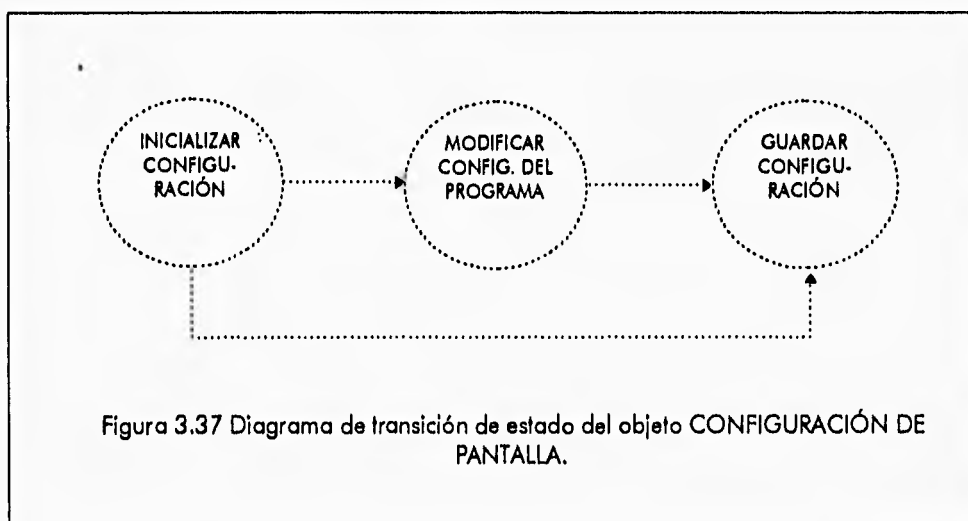 INICIALIZAR
CONFIGU-
RACIÓN
MODIFICAR
CONFIG. DEL
PROGRAMA
GUARDAR
CONFIGU-
RACIÓN
Figura 3.37 Diagrama de transición de estado del objeto CONFIGURACIÓN DE
PANTALLA.